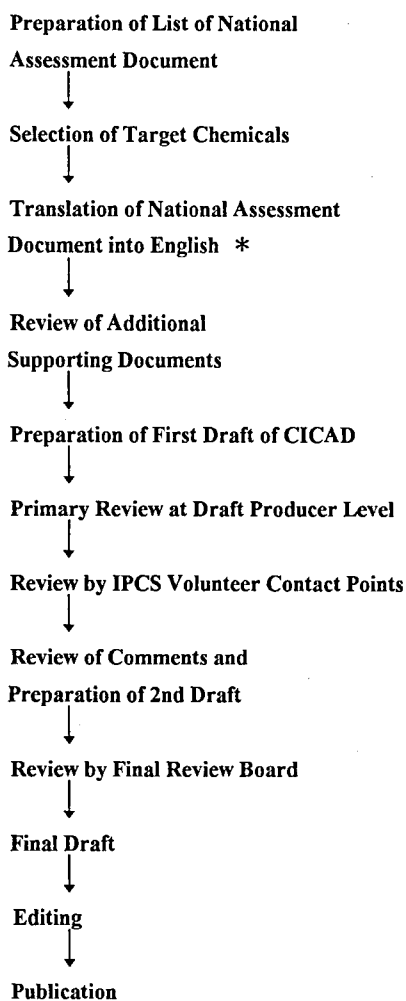 Preparation of List of National
Assessment Document
Selection of Target Chemicals
Translation of National Assessment
Document into English *
Review of Additional
Supporting Documents
Preparation of First Draft of CICAD
Primary Review at Draft Producer Level
Review by IPCS Volunteer Contact Points
Review of Comments and
Preparation of 2nd Draft
Review by Final Review Board
Final Draft
Editing
Publication